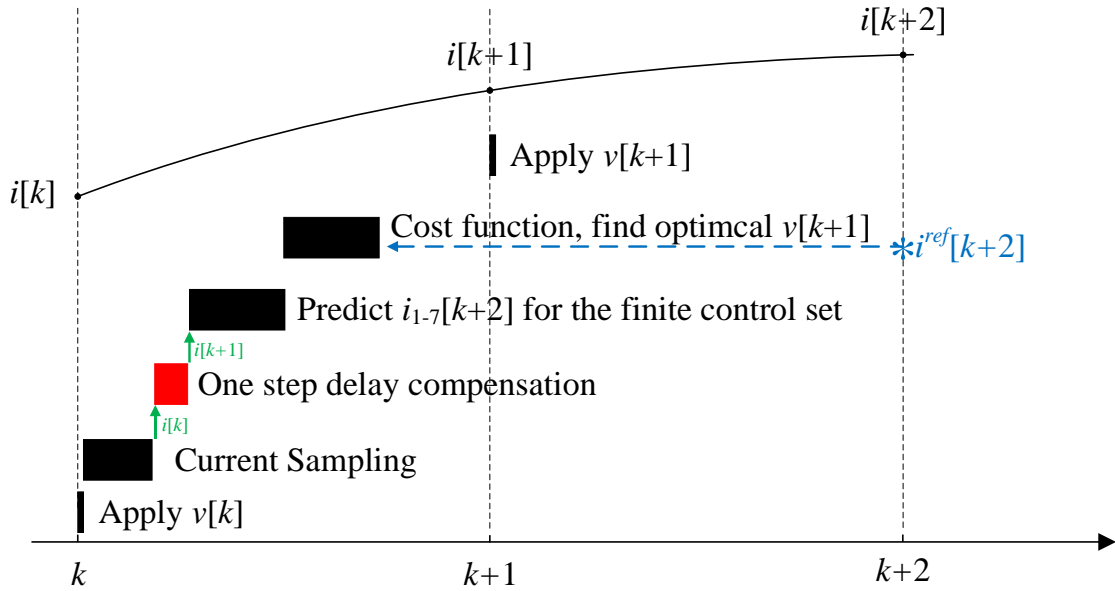 i[k+2]
i[k+1]
Apply v[k+1]
i[k]
Cost function, find optimcal v[k+1]
*i^ref[k+2]
Predict i_1-7[k+2] for the finite control set
i[k+1]
One step delay compensation
i[k]
Current Sampling
Apply v[k]
k
k+1
k+2